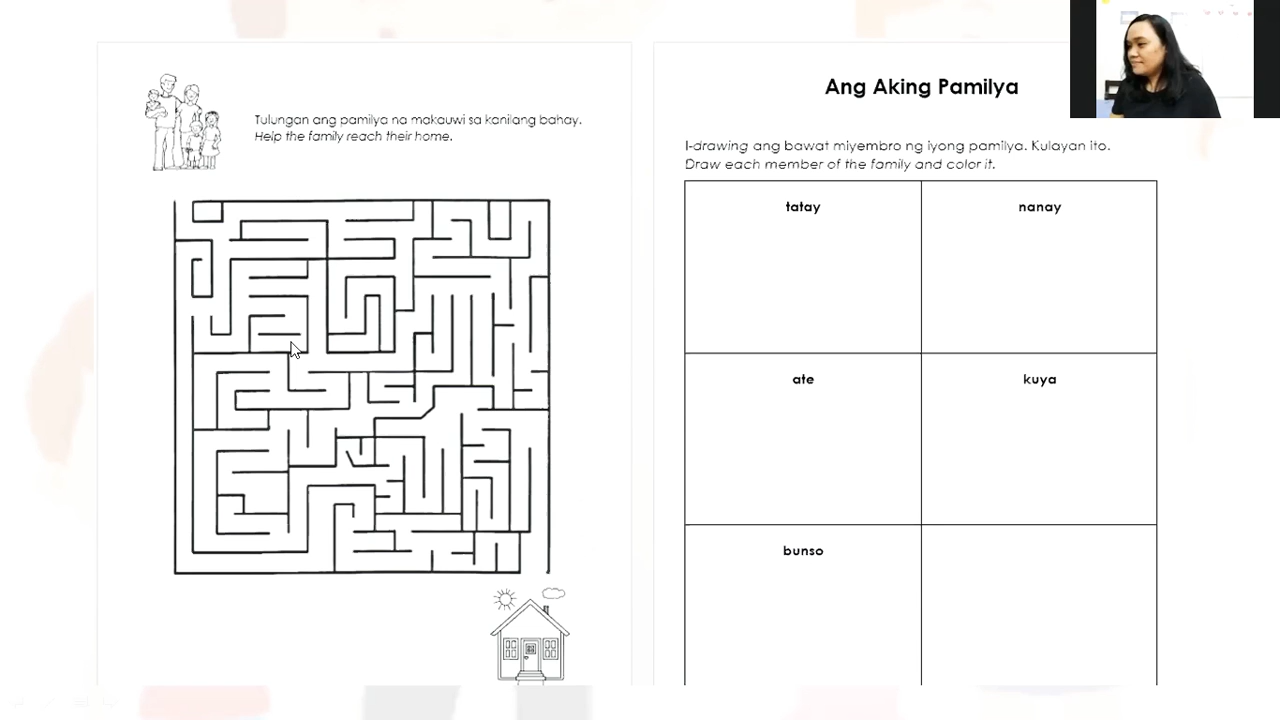 Tulungan ang pamilya na makauwi sa kanilang bahay.
Help the family reach their home.
Ang Aking Pamilya
I-drawing ang bawat miyembro ng iyong pamilya. Kulayan ito.
Draw each member of the family and color it.
tatay
nanay
ate
kuya
bunso